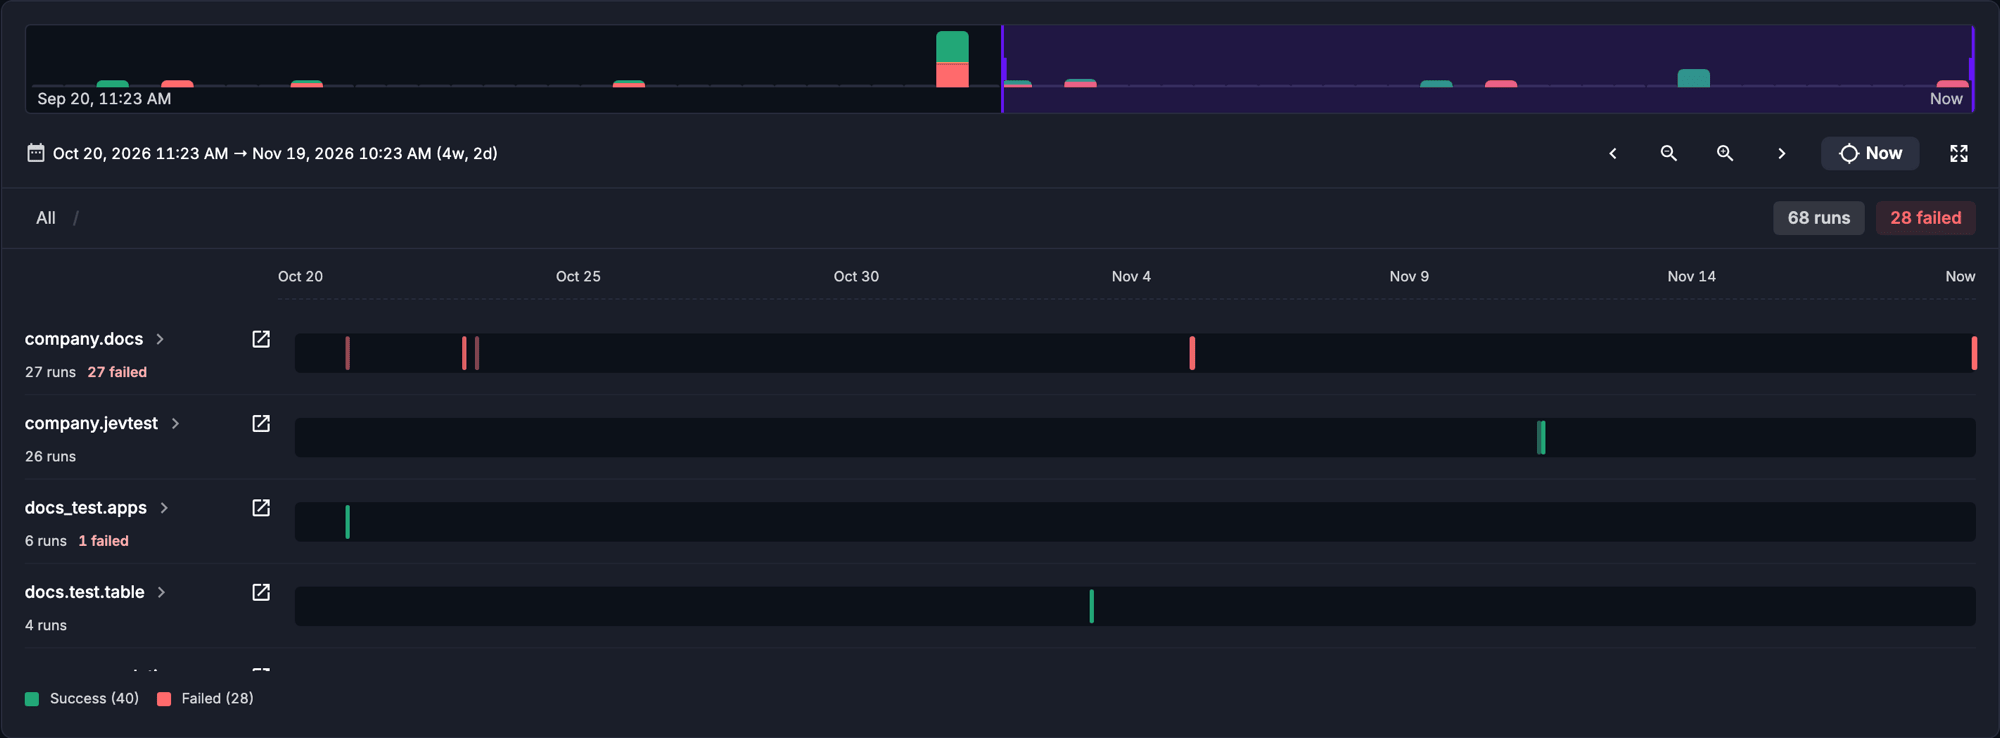 Sep 20, 11:23 AM
Now
Oct 20, 2026 11:23 AM → Nov 19, 2026 10:23 AM (4w, 2d)
Now
All /
68 runs
28 failed
Oct 20
Oct 25
Oct 30
Nov 4
Nov 9
Nov 14
Now
company.docs
27 runs 27 failed
company.jevtest
26 runs
docs_test.apps
6 runs 1 failed
docs.test.table
4 runs
Success (40)
Failed (28)